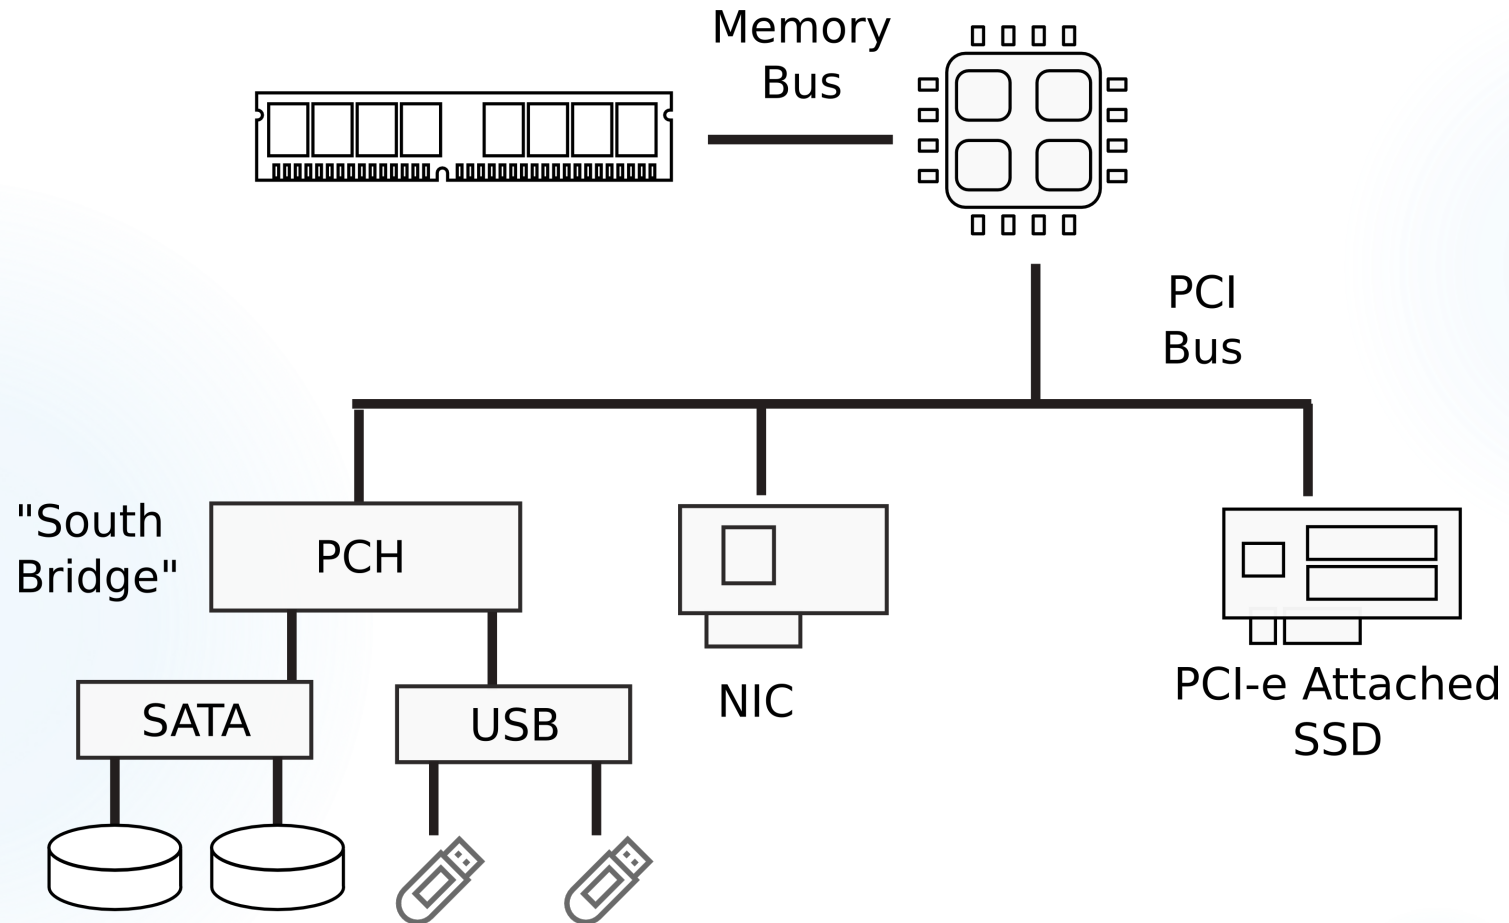 Memory
Bus
PCI
Bus
"South
Bridge"
PCH
SATA
USB
NIC
PCI-e Attached
SSD